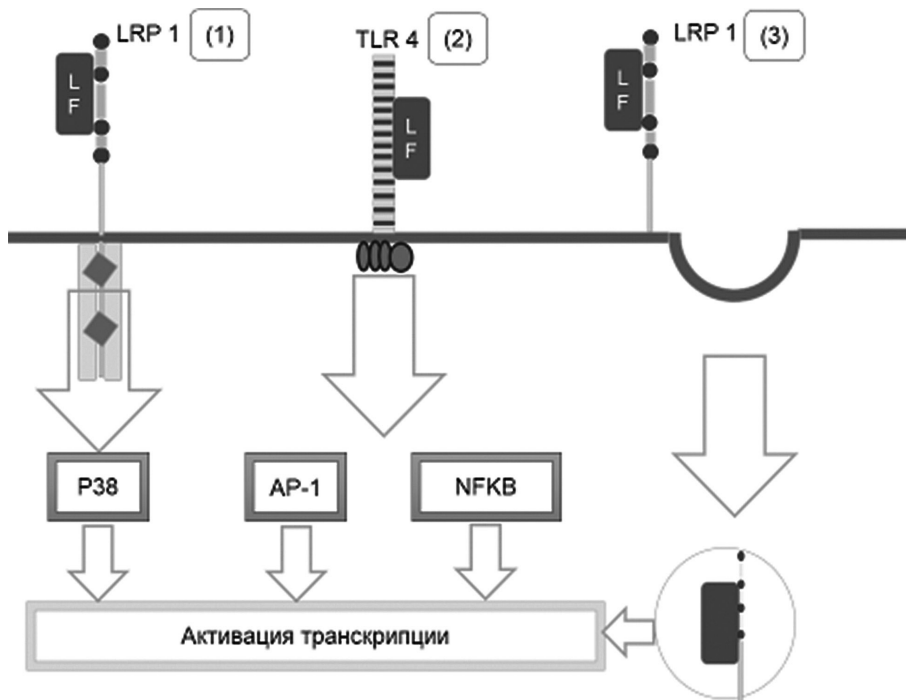 LRP 1 (1)
TLR 4 (2)
LRP 1 (3)
L
F
L
F
L
F
P38
AP-1
NFKB
Активация транскрипции